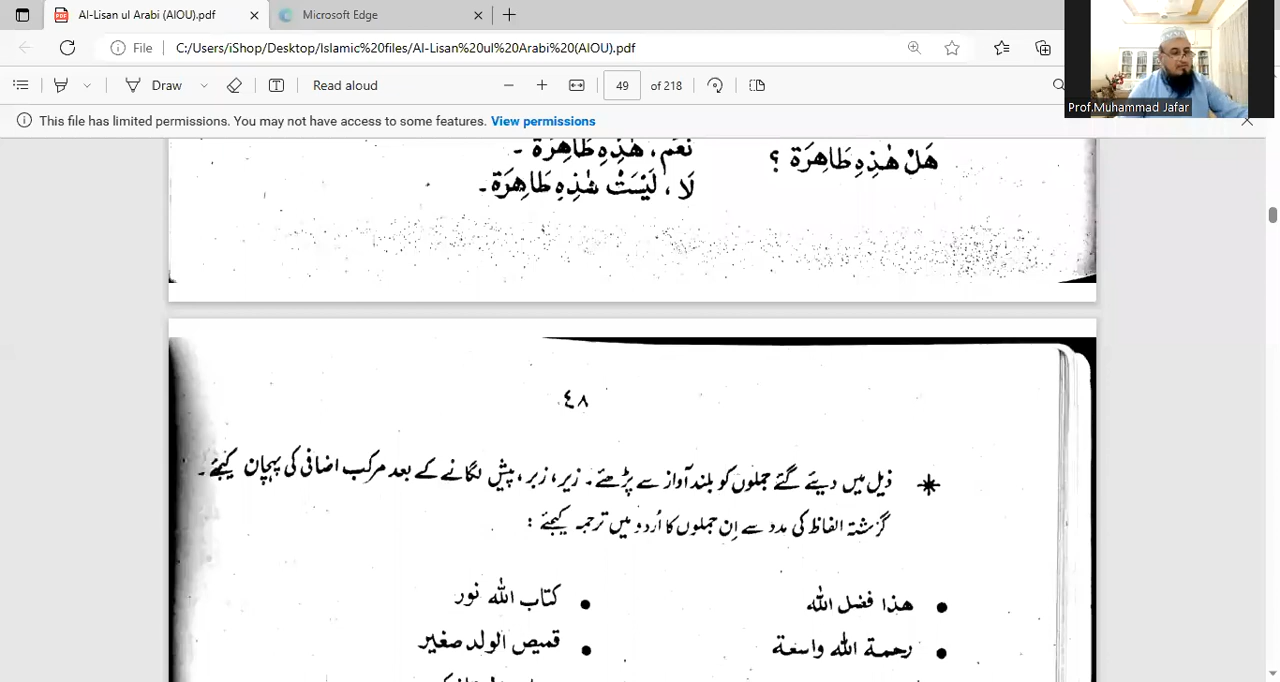 Al-Lisan ul Arabi (AIOU).pdf
Microsoft Edge
File
C:/Users/iShop/Desktop/Islamic%20files/Al-Lisan%20ul%20Arabi%20(AIOU).pdf
Draw
Read aloud
49 of 218
Prof.Muhammad Jafar
This file has limited permissions. You may not have access to some features. View permissions
هَلْ هٰذِهِ طَاهِرَة ؟
نَعَم، هٰذِهِ طَاهِرَة ۔
لَا ، لَيْسَتْ هٰذِهِ طَاهِرَة۔
٤٨
ذیل میں دیئے گئے جملوں کو بلند آواز سے پڑھئے۔ زیر، زبر، پیش لگانے کے بعد مرکب اضافی کی پہچان کیجئے۔
گزشتہ الفاظ کی مدد سے اِن جملوں کا اُردو میں ترجمہ کیجئے :
• هذا فضل الله
• كتاب الله نور
• رحمة الله واسعة
• قميص الولد صغير